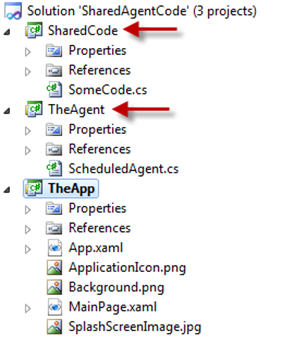 Solution 'SharedAgentCode' (3 projects)
SharedCode
Properties
References
SomeCode.cs
TheAgent
Properties
References
ScheduledAgent.cs
TheApp
Properties
References
App.xaml
ApplicationIcon.png
Background.png
MainPage.xaml
SplashScreenImage.jpg